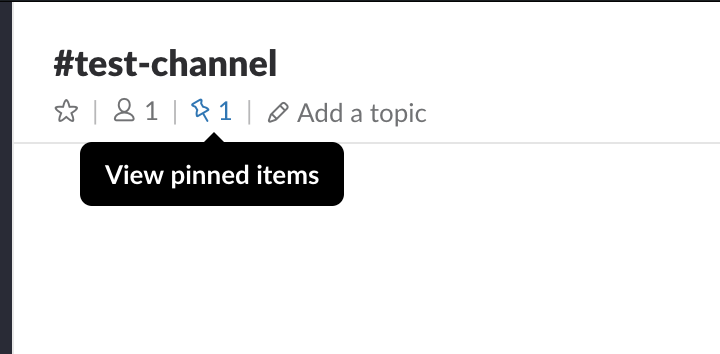 #test-channel
1 | 1 | Add a topic
View pinned items